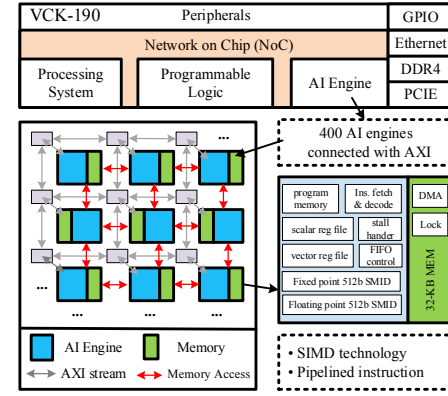 VCK-190
Peripherals
GPIO
Network on Chip (NoC)
Ethernet
Processing
System
Programmable
Logic
AI Engine
DDR4
PCIE
...
400 AI engines
connected with AXI
program
memory
Ins. fetch
& decode
DMA
scalar reg file
stall
hander
Lock
vector reg file
FIFO
control
Fixed point 512b SMID
Floating point 512b SMID
32-KB MEM
...
...
...
...
AI Engine
Memory
AXI stream
Memory Access
• SIMD technology
• Pipelined instruction